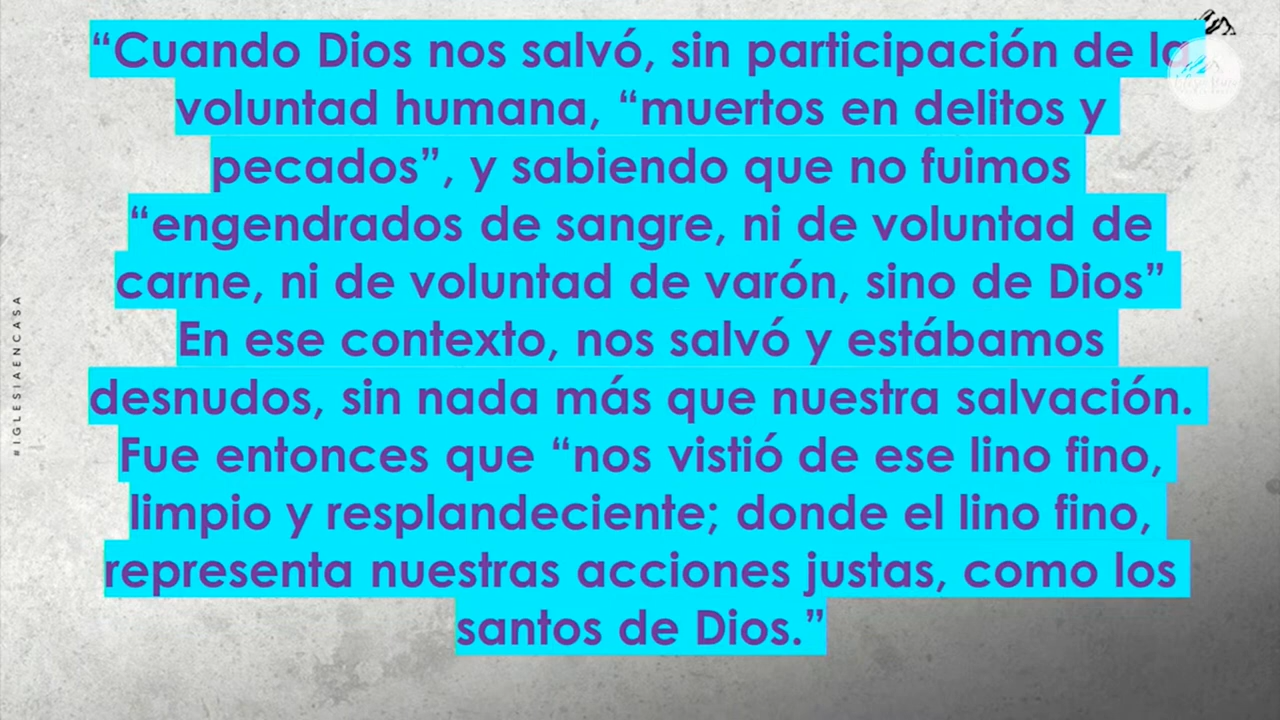 “Cuando Dios nos salvó, sin participación de la
voluntad humana, “muertos en delitos y
pecados”, y sabiendo que no fuimos
“engendrados de sangre, ni de voluntad de
carne, ni de voluntad de varón, sino de Dios”
En ese contexto, nos salvó y estábamos
desnudos, sin nada más que nuestra salvación.
Fue entonces que “nos vistió de ese lino fino,
limpio y resplandeciente; donde el lino fino,
representa nuestras acciones justas, como los
santos de Dios.”
#IGLESIAENCASA